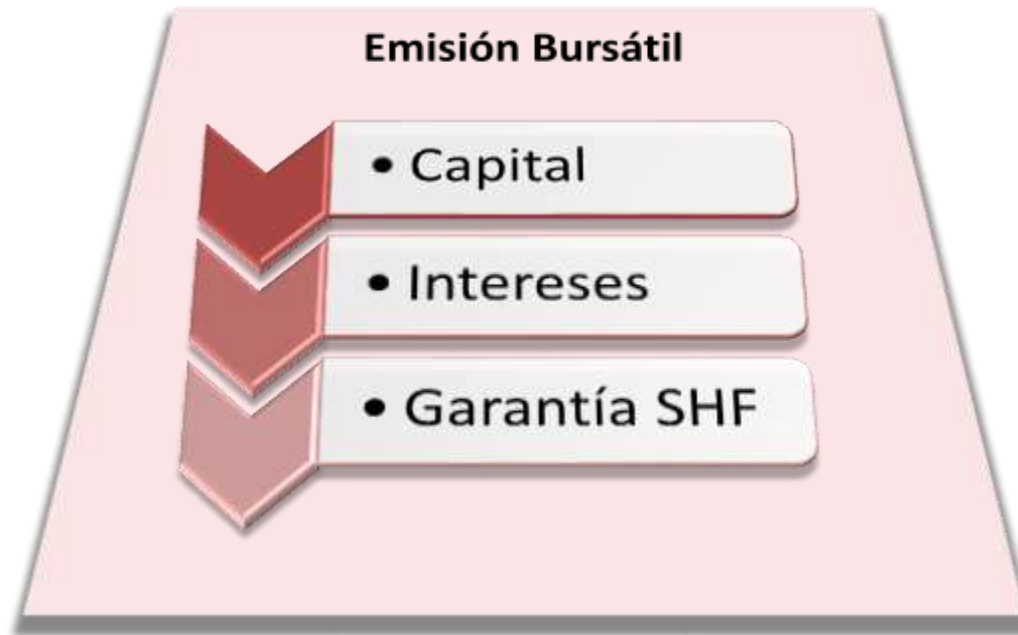 Emisión Bursátil
• Capital
• Intereses
• Garantía SHF